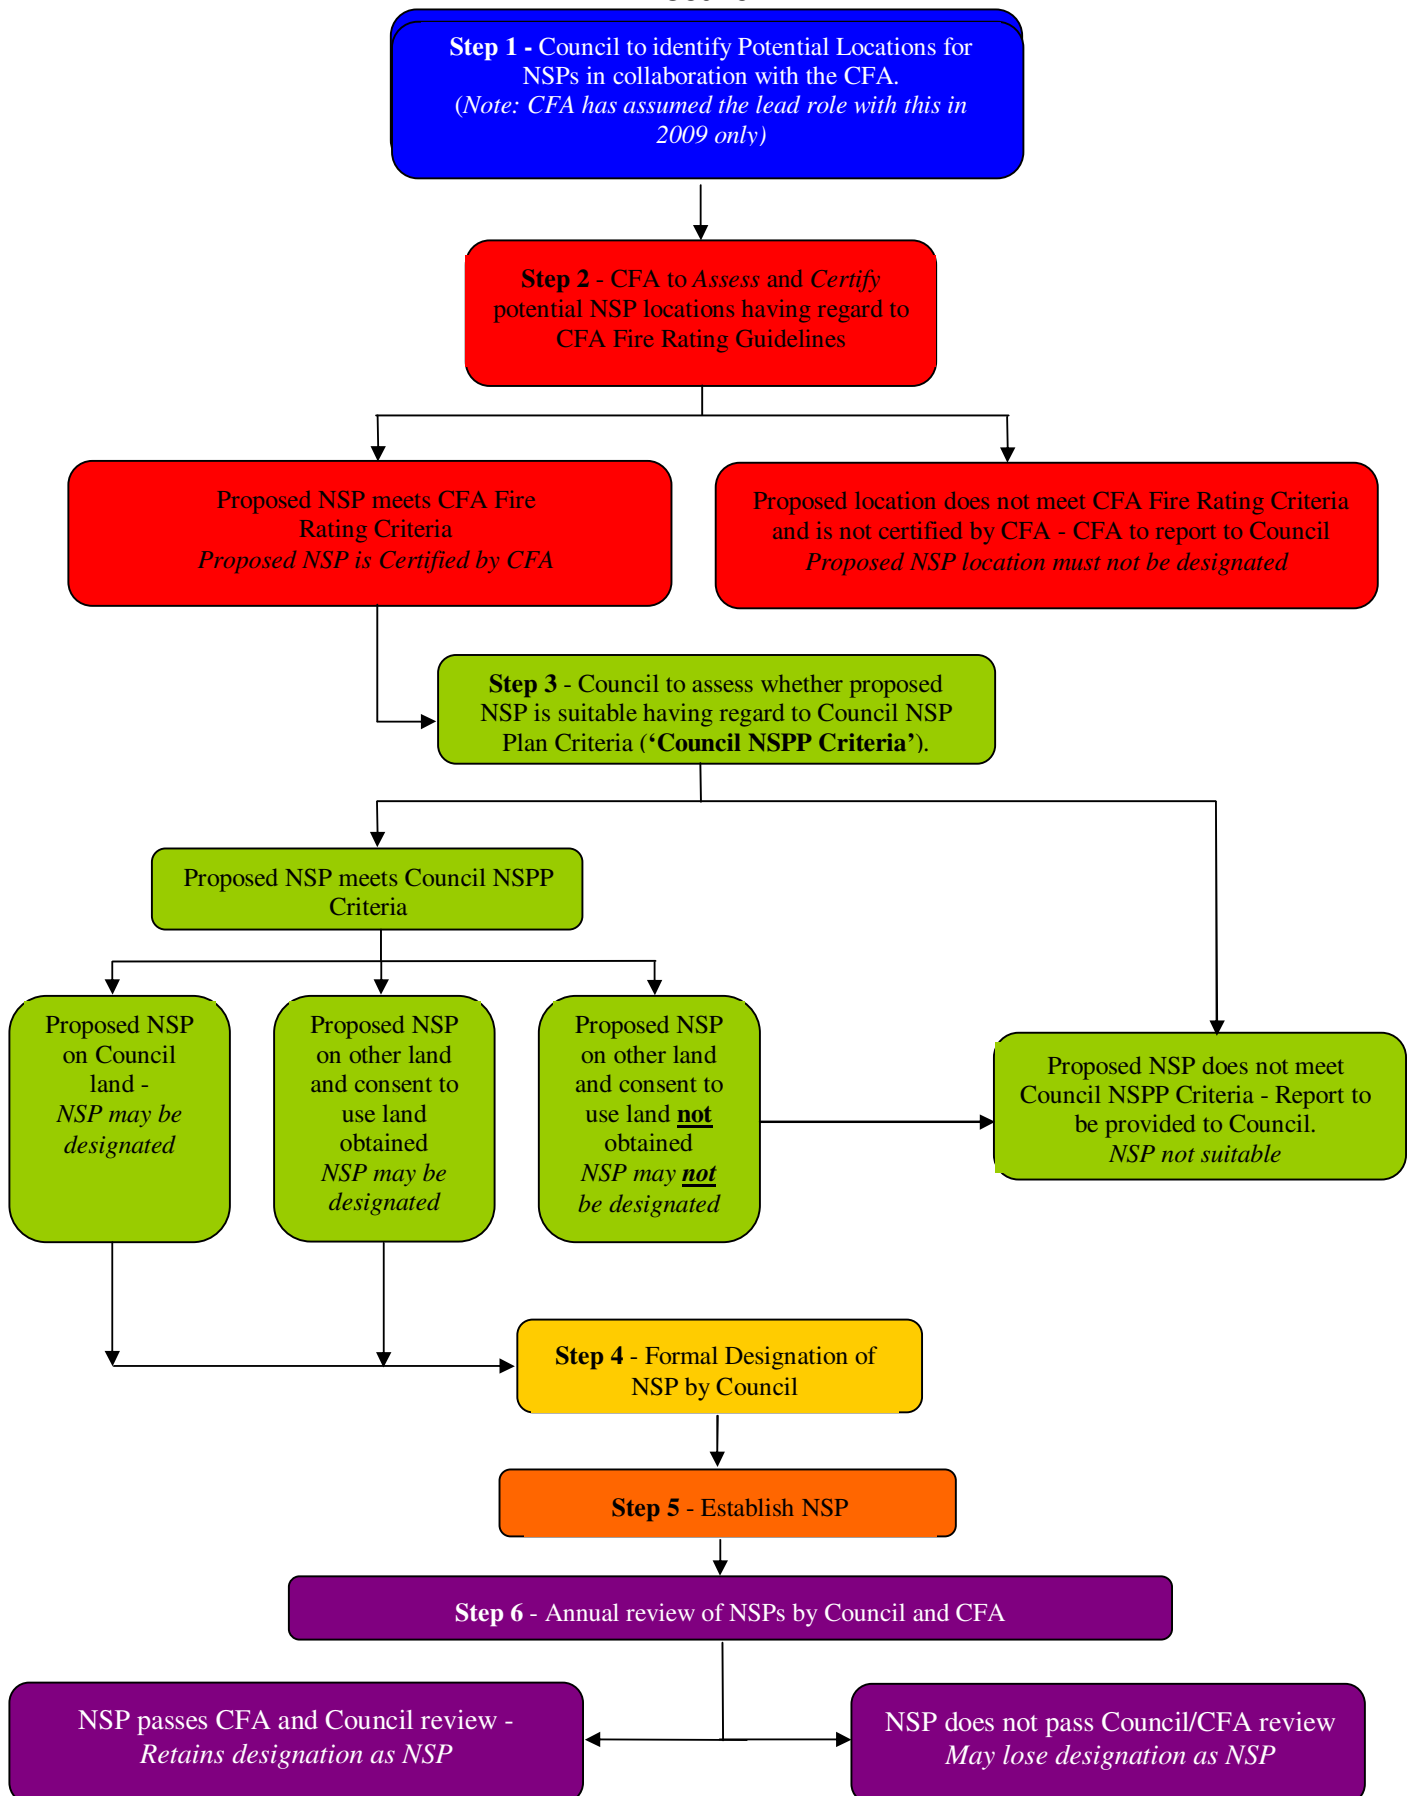 Step 1 - Council to identify Potential Locations for
NSPs in collaboration with the CFA.
(Note: CFA has assumed the lead role with this in
2009 only)
Step 2 - CFA to Assess and Certify
potential NSP locations having regard to
CFA Fire Rating Guidelines
Proposed NSP meets CFA Fire
Rating Criteria
Proposed NSP is Certified by CFA
Proposed location does not meet CFA Fire Rating Criteria
and is not certified by CFA - CFA to report to Council
Proposed NSP location must not be designated
Step 3 - Council to assess whether proposed
NSP is suitable having regard to Council NSP
Plan Criteria (‘Council NSPP Criteria’).
Proposed NSP meets Council NSPP
Criteria
Proposed NSP
on Council
land -
NSP may be
designated
Proposed NSP
on other land
and consent to
use land
obtained
NSP may be
designated
Proposed NSP
on other land
and consent to
use land not
obtained
NSP may not
be designated
Proposed NSP does not meet
Council NSPP Criteria - Report to
be provided to Council.
NSP not suitable
Step 4 - Formal Designation of
NSP by Council
Step 5 - Establish NSP
Step 6 - Annual review of NSPs by Council and CFA
NSP passes CFA and Council review -
Retains designation as NSP
NSP does not pass Council/CFA review
May lose designation as NSP